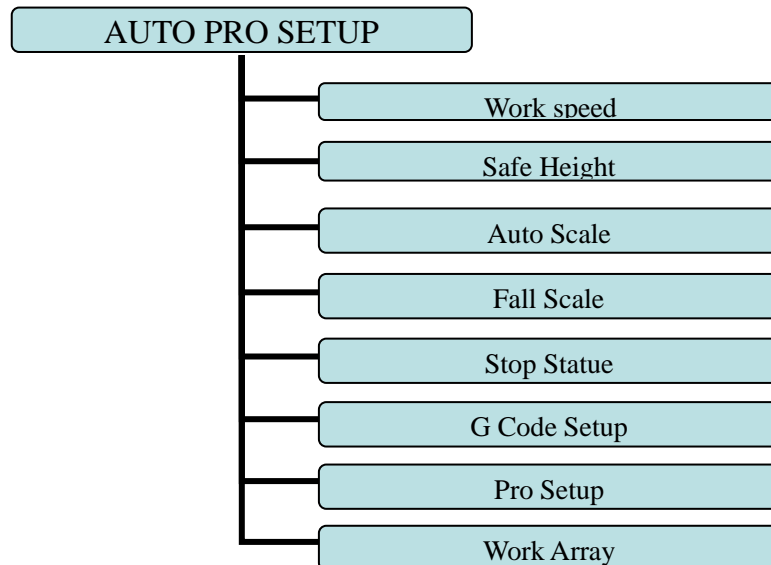 AUTO PRO SETUP
Work speed
Safe Height
Auto Scale
Fall Scale
Stop Statue
G Code Setup
Pro Setup
Work Array